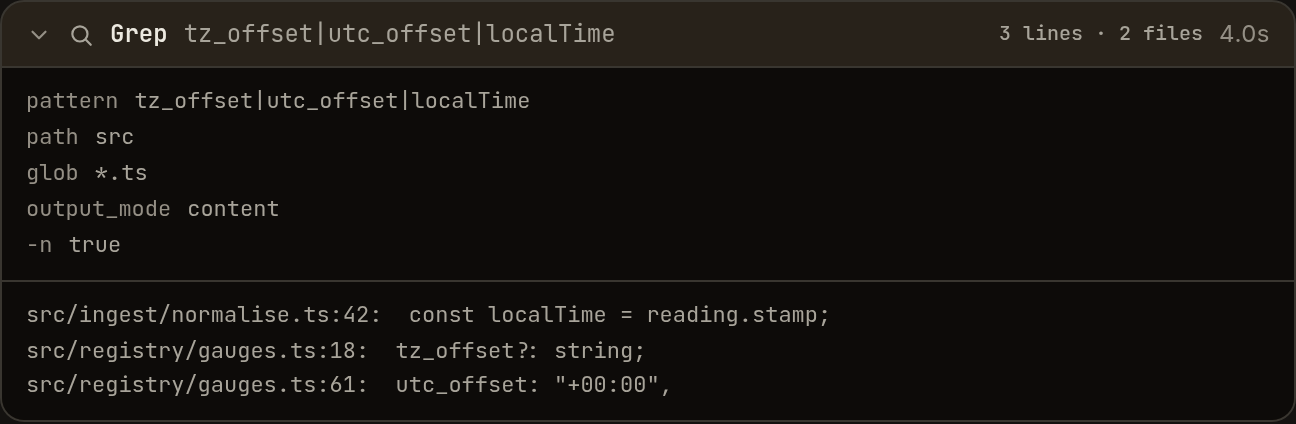 Grep tz_offset|utc_offset|localTime 3 lines · 2 files 4.0s
pattern tz_offset|utc_offset|localTime
path src
glob *.ts
output_mode content
-n true
src/ingest/normalise.ts:42:  const localTime = reading.stamp;
src/registry/gauges.ts:18:  tz_offset?: string;
src/registry/gauges.ts:61:  utc_offset: "+00:00",